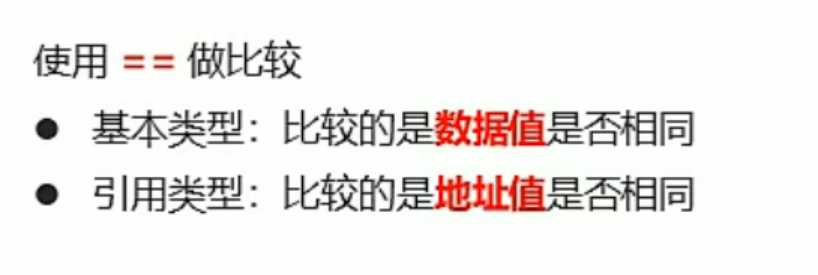 使用 == 做比较
● 基本类型：比较的是数据值是否相同
● 引用类型：比较的是地址值是否相同